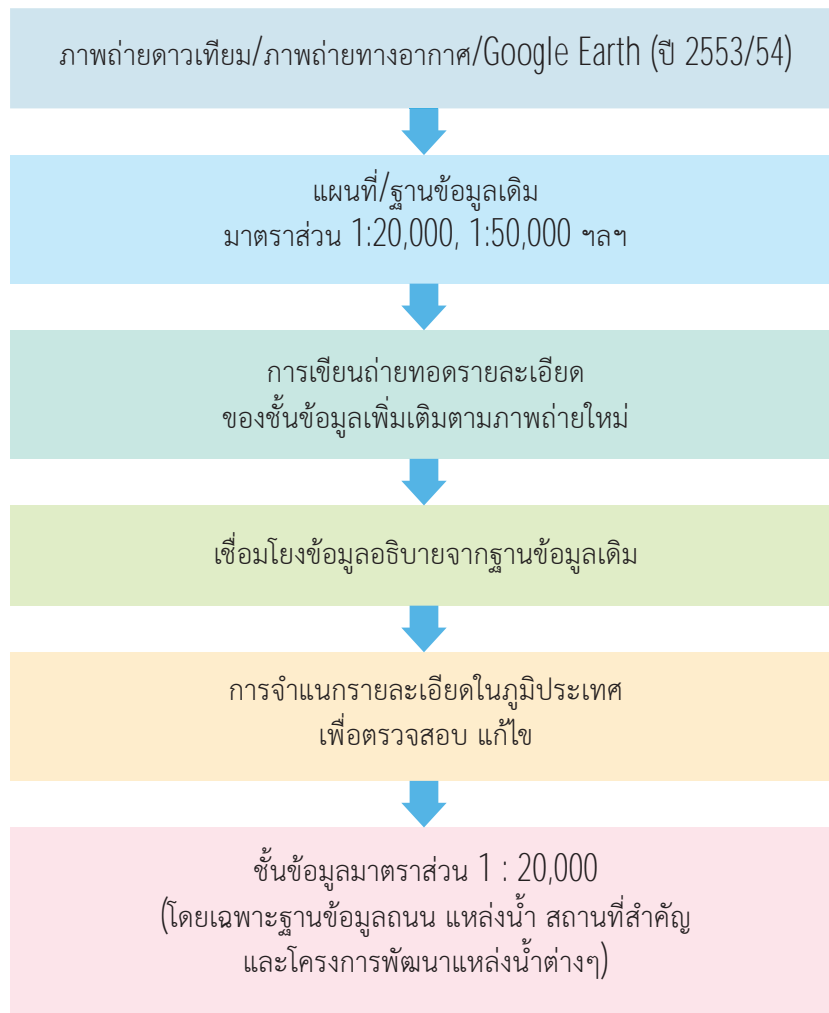 ภาพถ่ายดาวเทียม/ภาพถ่ายทางอากาศ/Google Earth (ปี 2553/54)
แผนที่/ฐานข้อมูลเดิม
มาตราส่วน 1:20,000, 1:50,000 ฯลฯ
การเขียนถ่ายทอดรายละเอียด
ของชั้นข้อมูลเพิ่มเติมตามภาพถ่ายใหม่
เชื่อมโยงข้อมูลอธิบายจากฐานข้อมูลเดิม
การจำแนกรายละเอียดในภูมิประเทศ
เพื่อตรวจสอบ แก้ไข
ชั้นข้อมูลมาตราส่วน 1 : 20,000
(โดยเฉพาะฐานข้อมูลถนน แหล่งน้ำ สถานที่สำคัญ
และโครงการพัฒนาแหล่งน้ำต่างๆ)